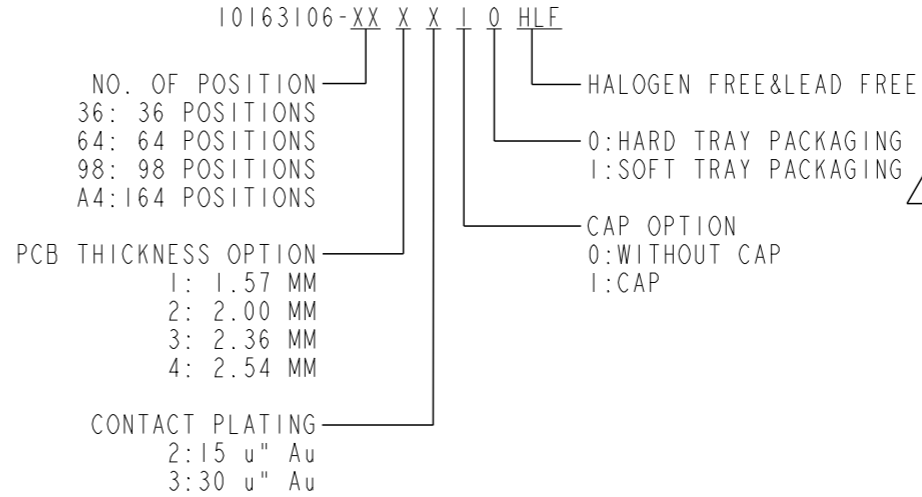 10163106-XX X X 1 0 HLF
NO. OF POSITION
36: 36 POSITIONS
64: 64 POSITIONS
98: 98 POSITIONS
A4:164 POSITIONS
PCB THICKNESS OPTION
1: 1.57 MM
2: 2.00 MM
3: 2.36 MM
4: 2.54 MM
CONTACT PLATING
2:15 u" Au
3:30 u" Au
HALOGEN FREE&LEAD FREE
0:HARD TRAY PACKAGING
1:SOFT TRAY PACKAGING
CAP OPTION
0:WITHOUT CAP
1:CAP